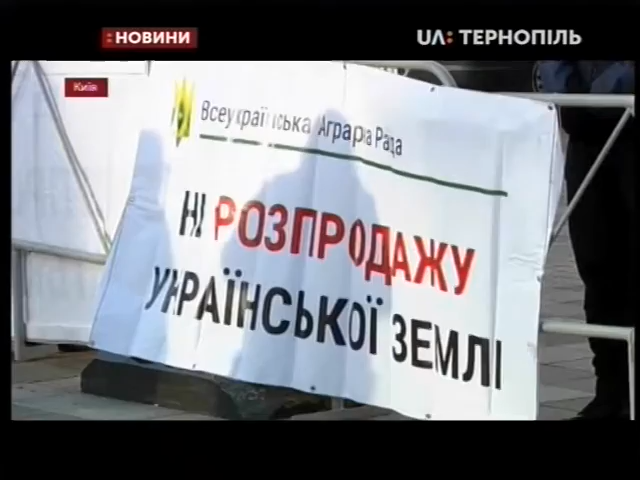 :НОВИНИ
UA: ТЕРНОПІЛЬ
Київ
Всеукраїнська Аграрна Рада
НІ РОЗПРОДАЖУ
УКРАЇНСЬКОЇ ЗЕМЛІ